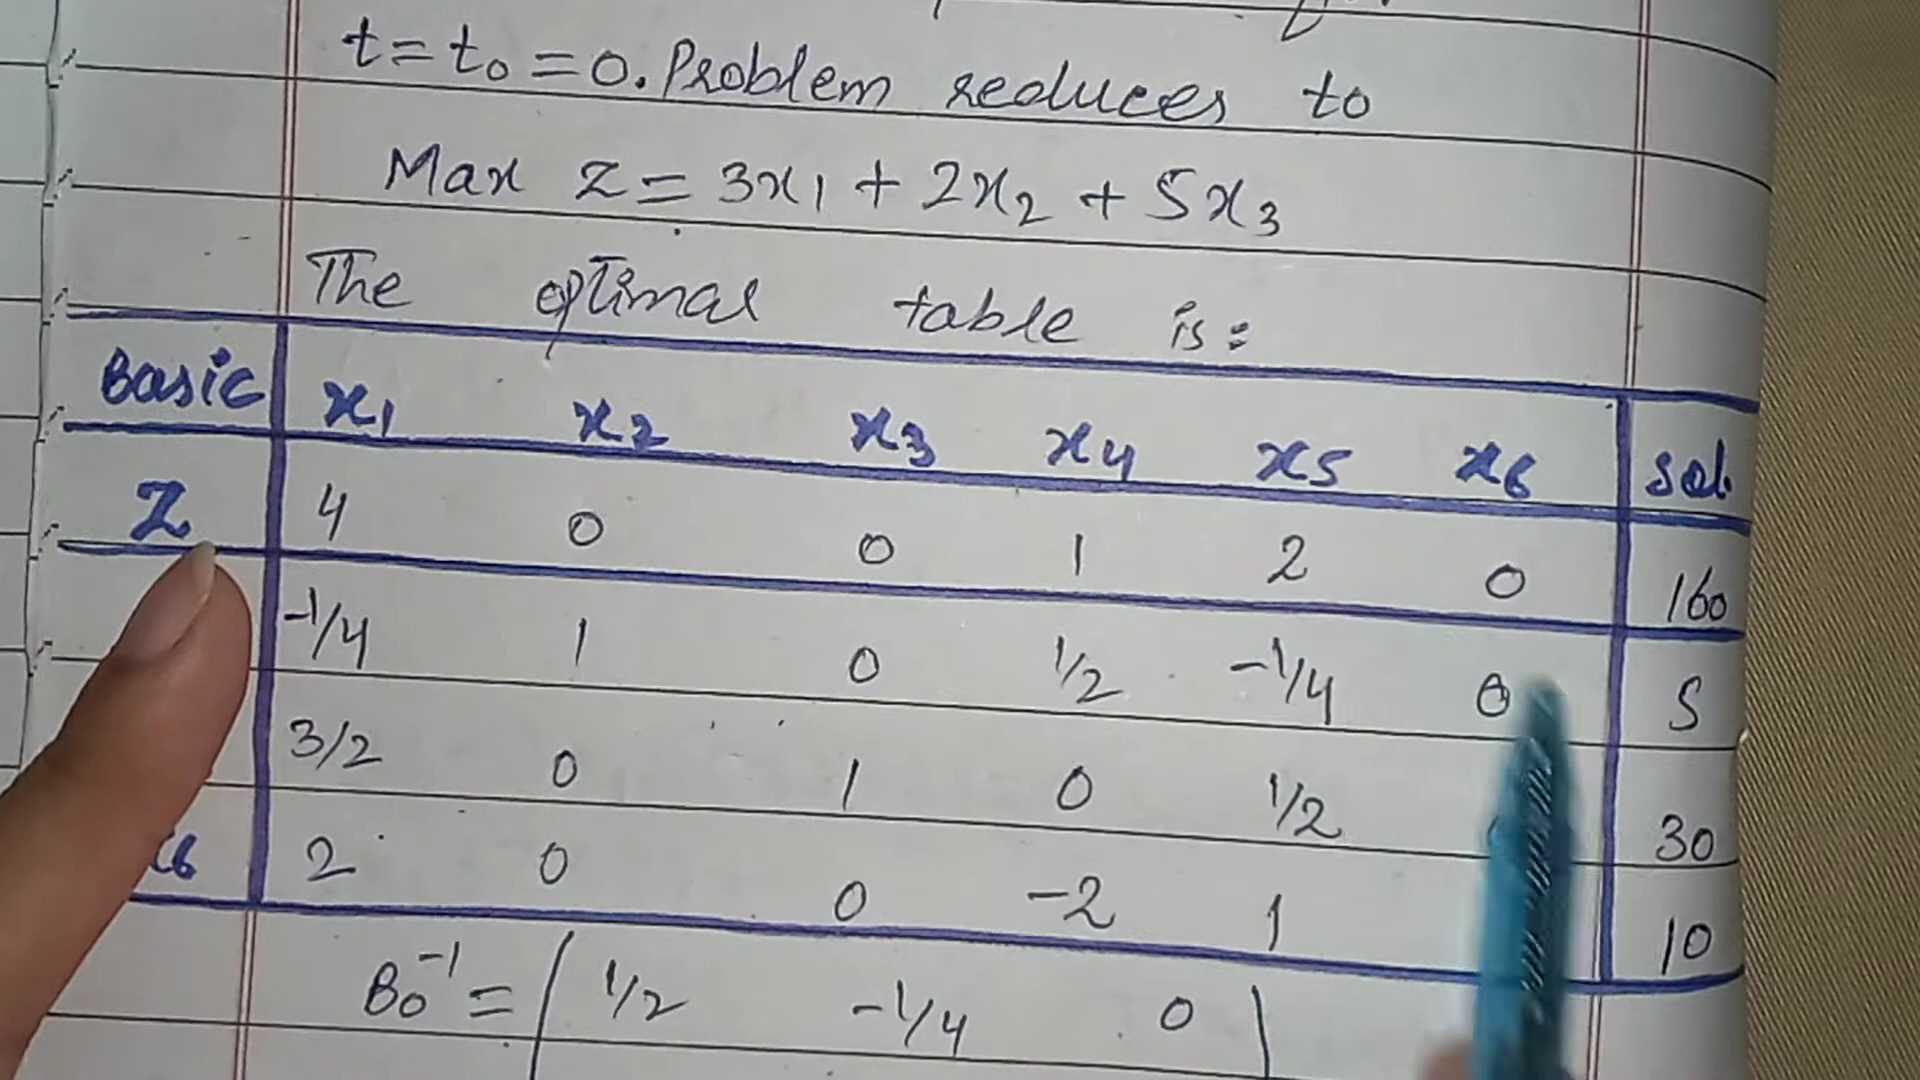 t = t0 = 0. Problem reduces to
Max z = 3x1 + 2x2 + 5x3
The optimal table is:
Basic x1 x2 x3 x4 x5 x6 sol.
Z 4 0 0 1 2 0 160
-1/4 1 0 1/2 -1/4 0 5
3/2 0 1 0 1/2 30
x6 2 0 0 -2 1 10
B0^-1 = 1/2 -1/4 0